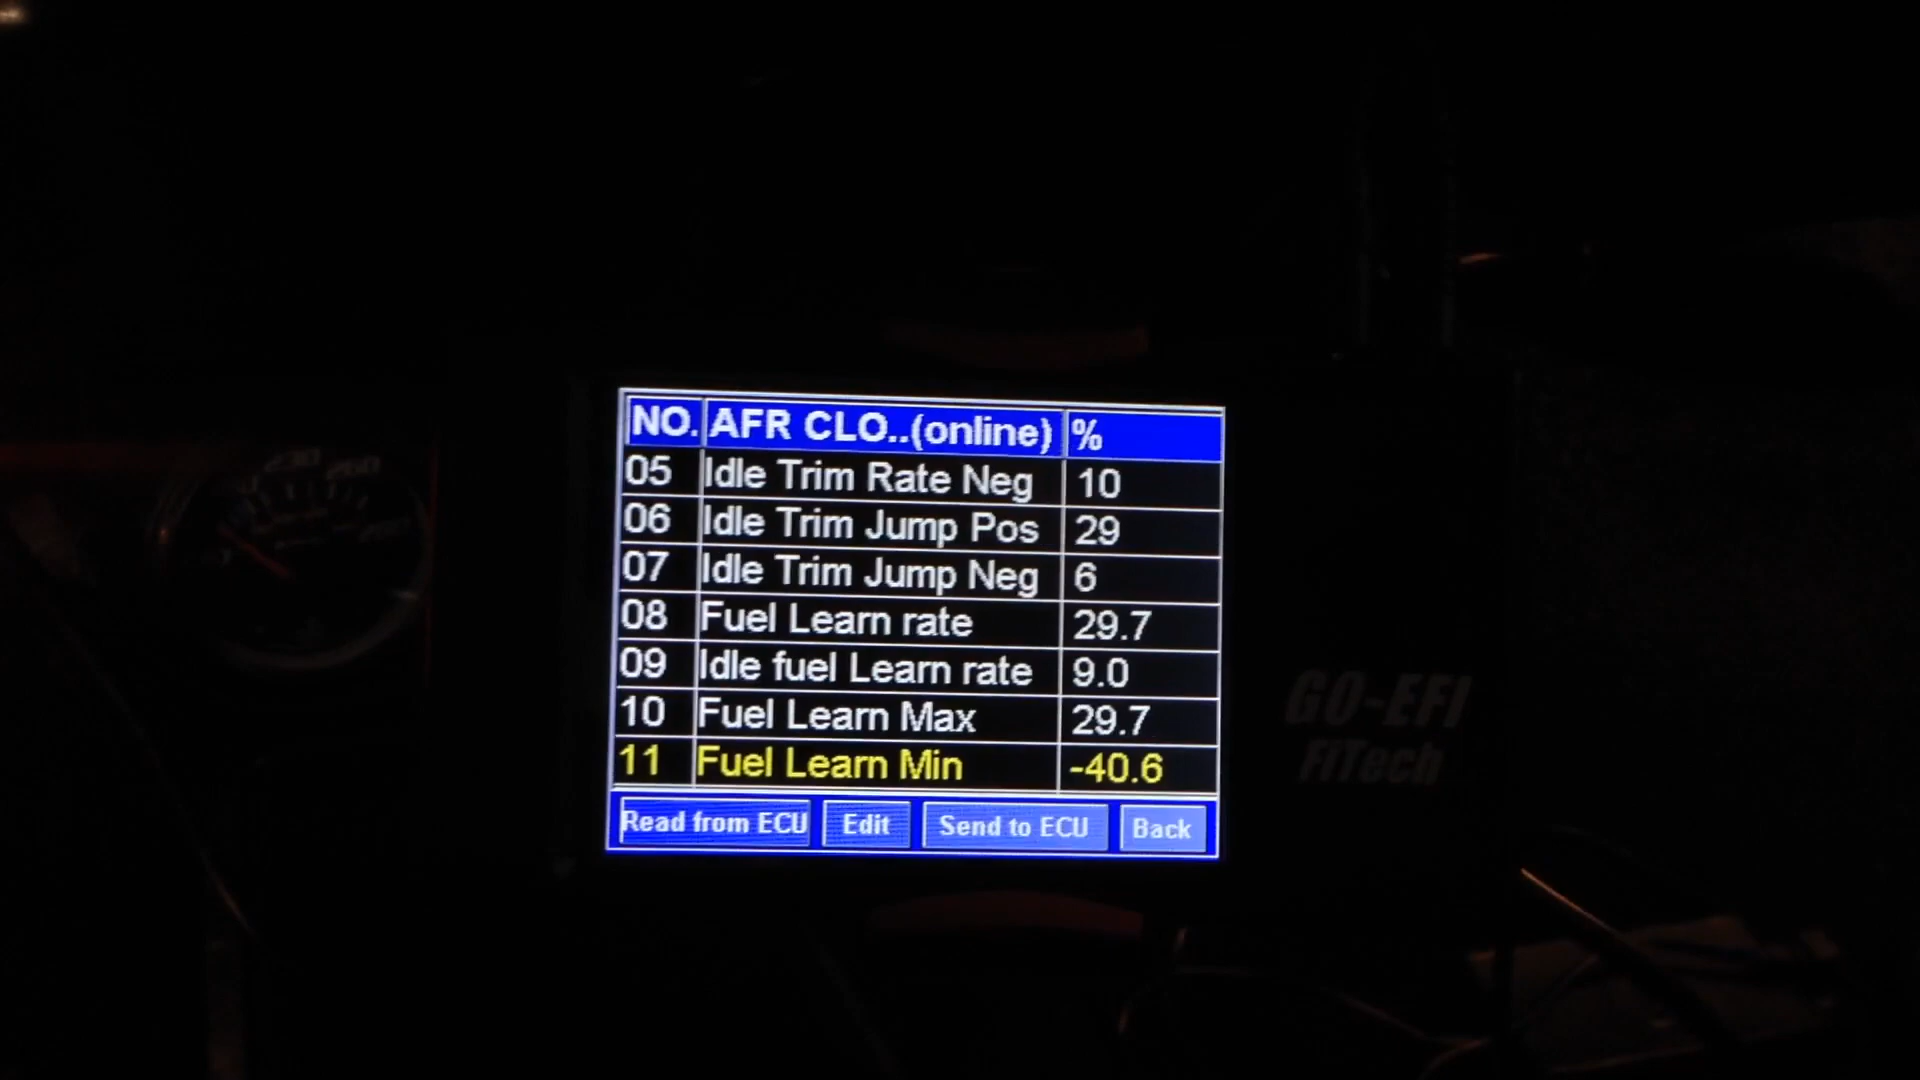 NO. AFR CLO..(online) %
05 Idle Trim Rate Neg 10
06 Idle Trim Jump Pos 29
07 Idle Trim Jump Neg 6
08 Fuel Learn rate 29.7
09 Idle fuel Learn rate 9.0
10 Fuel Learn Max 29.7
11 Fuel Learn Min -40.6
Read from ECU Edit Send to ECU Back
GO-EFI
FiTech
230
260